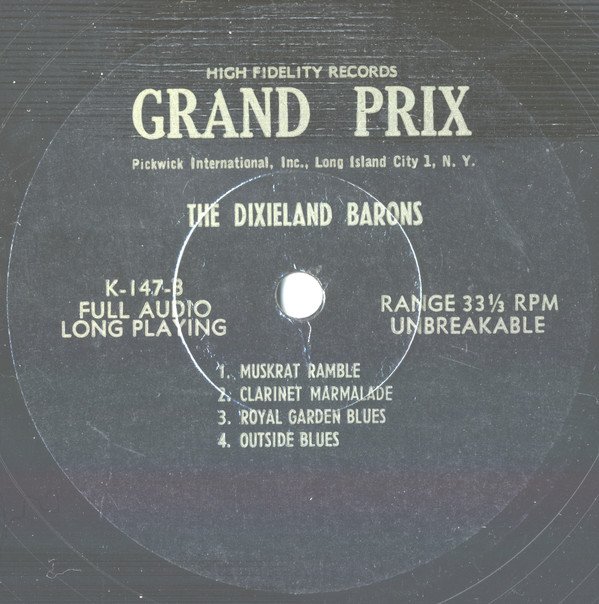 HIGH FIDELITY RECORDS
GRAND PRIX
Pickwick International, Inc., Long Island City 1, N. Y.
THE DIXIELAND BARONS
K-147-B
FULL AUDIO
LONG PLAYING
RANGE 33⅓ RPM
UNBREAKABLE
1. MUSKRAT RAMBLE
2. CLARINET MARMALADE
3. ROYAL GARDEN BLUES
4. OUTSIDE BLUES